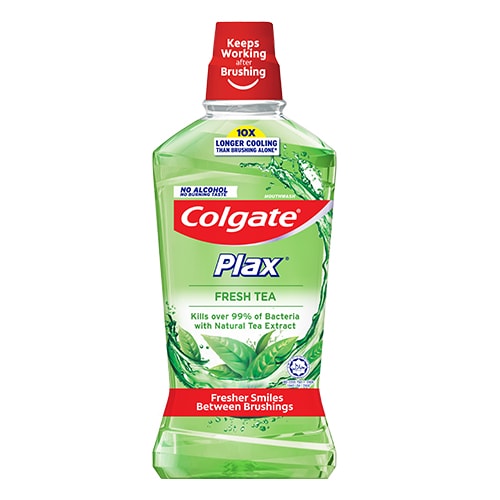 Keeps
Working
after
Brushing
10X
LONGER COOLING
THAN BRUSHING ALONE*
NO ALCOHOL
NO BURNING TASTE
MOUTHWASH
Colgate®
Plax®
FRESH TEA
Kills over 99% of Bacteria
with Natural Tea Extract
Fresher Smiles
Between Brushings